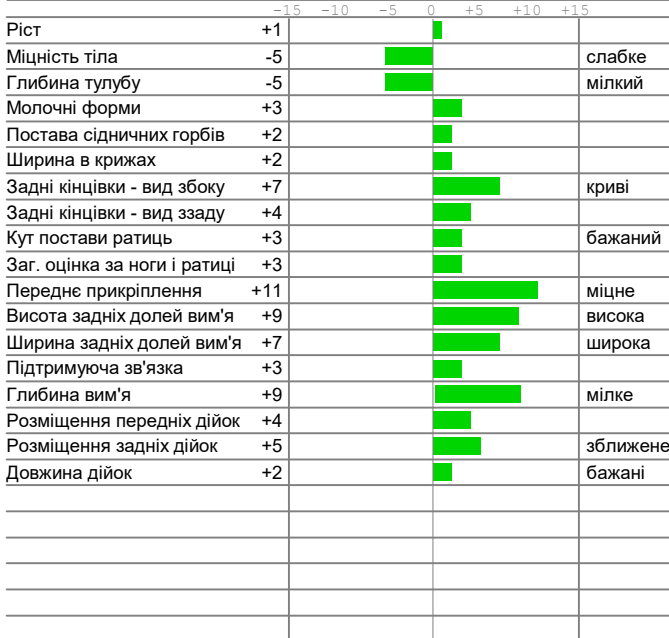 -15 -10 -5 0 +5 +10 +15
Ріст +1
Міцність тіла -5 слабке
Глибина тулубу -5 мілкий
Молочні форми +3
Постава сідничних горбів +2
Ширина в крижах +2
Задні кінцівки - вид збоку +7 криві
Задні кінцівки - вид ззаду +4
Кут постави ратиць +3 бажаний
Заг. оцінка за ноги і ратиці +3
Переднє прикріплення +11 міцне
Висота задніх долей вим'я +9 висока
Ширина задніх долей вим'я +7 широка
Підтримуюча зв'язка +3
Глибина вим'я +9 мілке
Розміщення передніх дійок +4
Розміщення задніх дійок +5 зближене
Довжина дійок +2 бажані